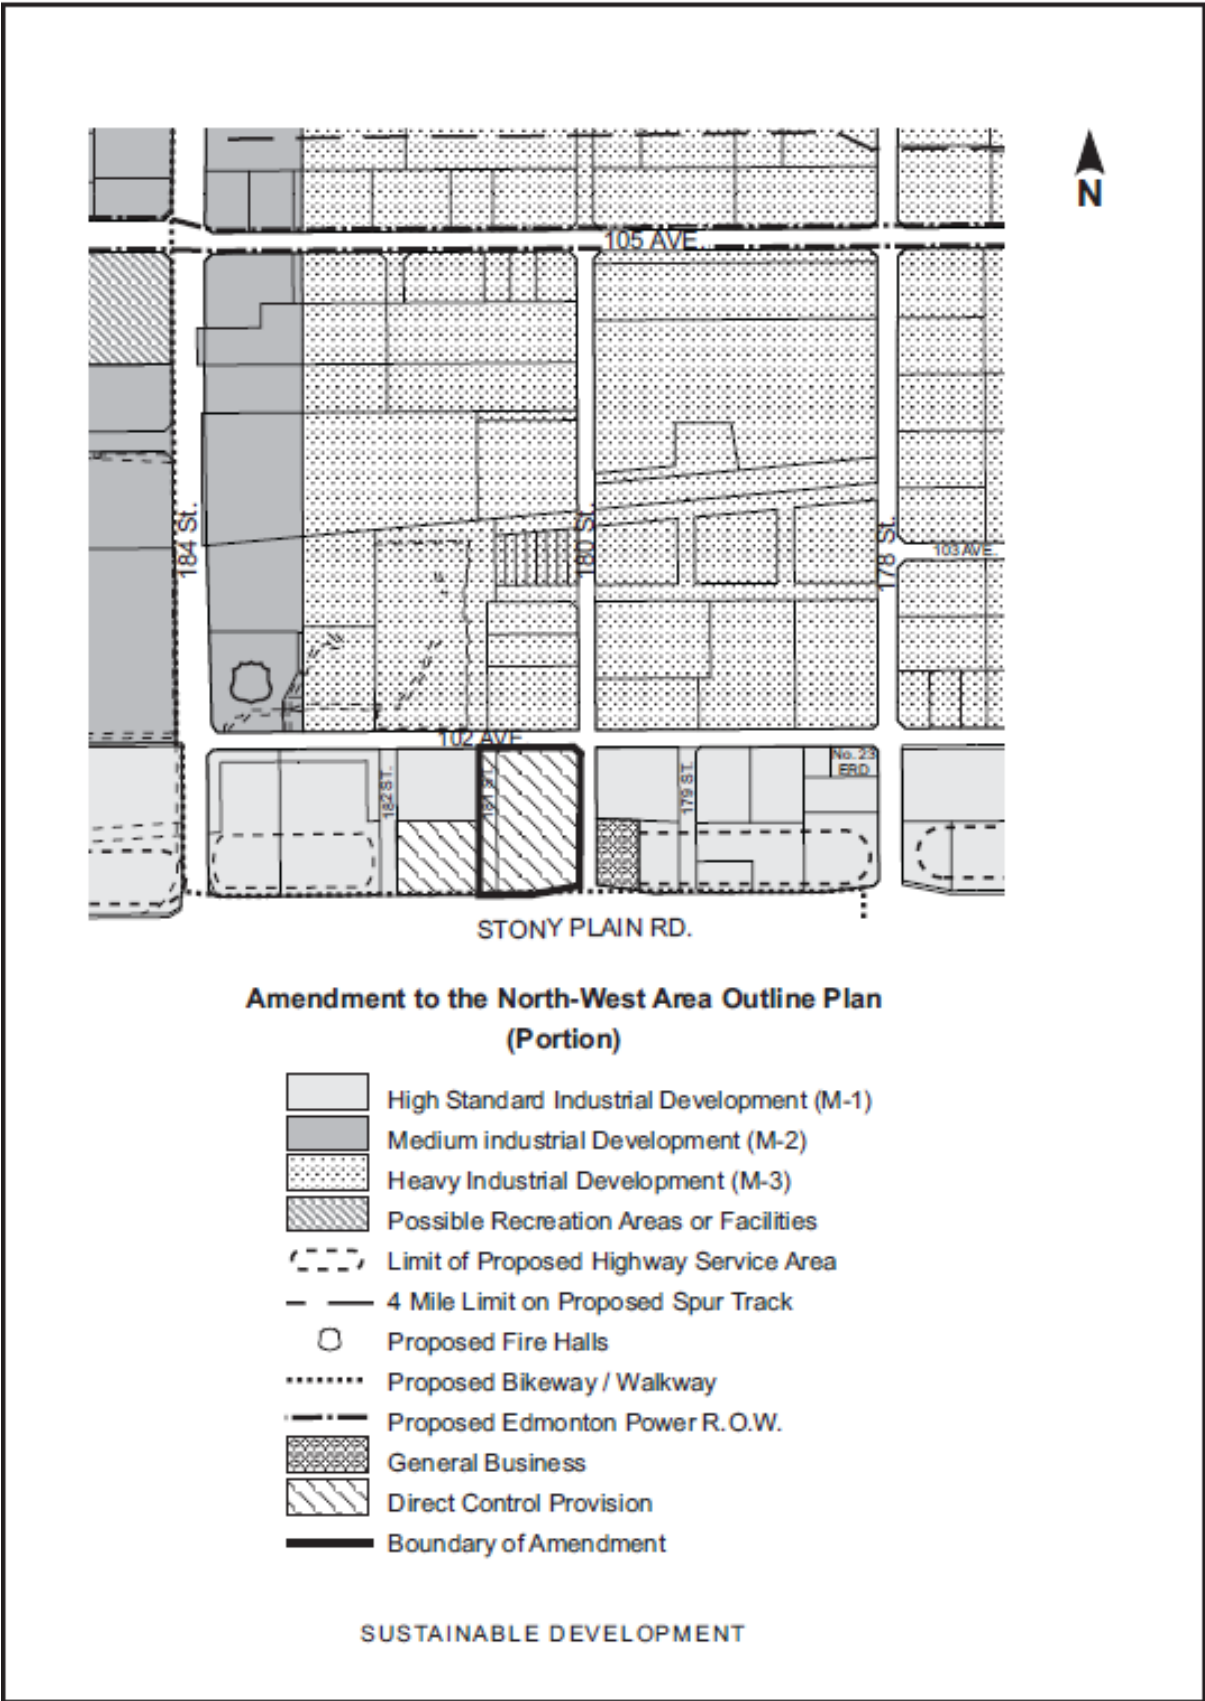 N
105 AVE.
184 St.
180 St.
178 St.
103 AVE.
102 AVE
182 ST.
181 ST.
179 ST.
No. 23
ERD
STONY PLAIN RD.
Amendment to the North-West Area Outline Plan
(Portion)
High Standard Industrial Development (M-1)
Medium industrial Development (M-2)
Heavy Industrial Development (M-3)
Possible Recreation Areas or Facilities
Limit of Proposed Highway Service Area
4 Mile Limit on Proposed Spur Track
Proposed Fire Halls
Proposed Bikeway / Walkway
Proposed Edmonton Power R.O.W.
General Business
Direct Control Provision
Boundary of Amendment
SUSTAINABLE DEVELOPMENT